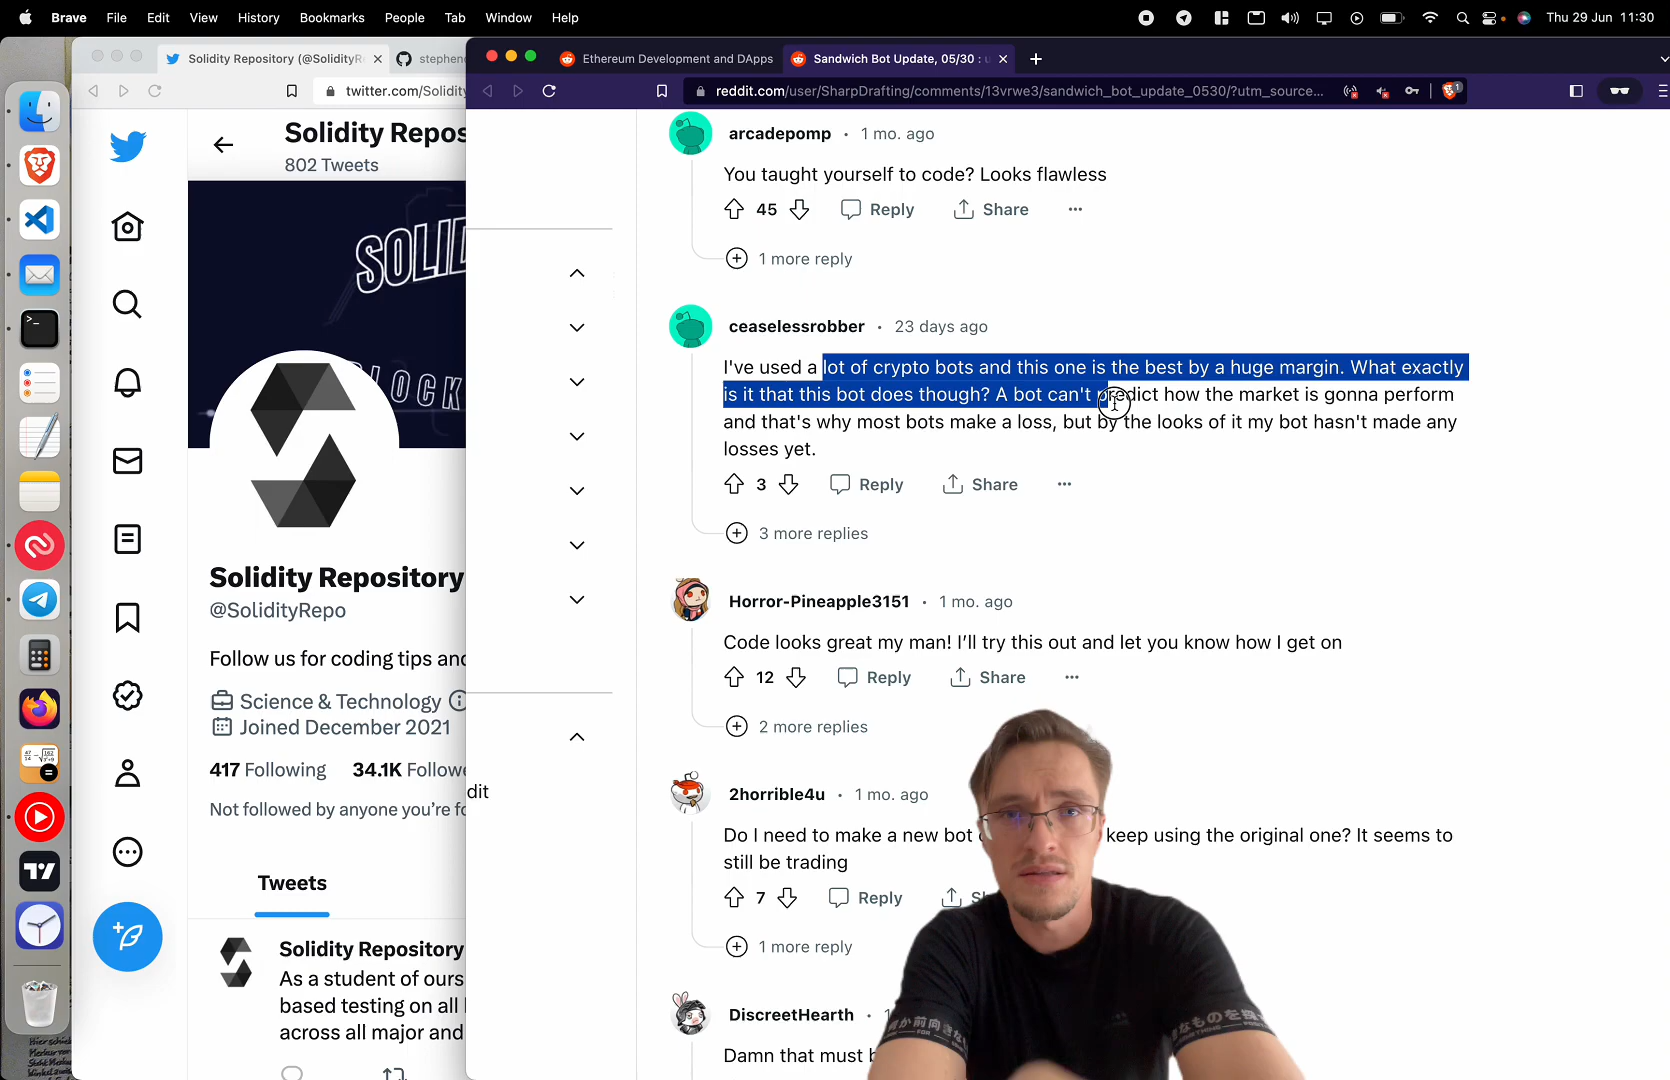 Brave File Edit View History Bookmarks People Tab Window Help
Thu 29 Jun 11:30
Solidity Repository (@SolidityR
stephen
twitter.com/Solidity
Solidity Repos
802 Tweets
SOLID
LOCK
Solidity Repository
@SolidityRepo
Follow us for coding tips and
Science & Technology
Joined December 2021
417 Following 34.1K Followe
Not followed by anyone you're fo
Tweets
Solidity Repository
As a student of ours
based testing on all
across all major and
Ethereum Development and DApps
Sandwich Bot Update, 05/30 : u
reddit.com/user/SharpDrafting/comments/13vrwe3/sandwich_bot_update_0530/?utm_source...
1
dit
arcadepomp · 1 mo. ago
You taught yourself to code? Looks flawless
45 Reply Share ···
1 more reply
ceaselessrobber · 23 days ago
I've used a lot of crypto bots and this one is the best by a huge margin. What exactly
is it that this bot does though? A bot can't predict how the market is gonna perform
and that's why most bots make a loss, but by the looks of it my bot hasn't made any
losses yet.
3 Reply Share ···
3 more replies
Horror-Pineapple3151 · 1 mo. ago
Code looks great my man! I'll try this out and let you know how I get on
12 Reply Share ···
2 more replies
2horrible4u · 1 mo. ago
Do I need to make a new bot keep using the original one? It seems to
still be trading
7 Reply S
1 more reply
DiscreetHearth · 1
Damn that must b